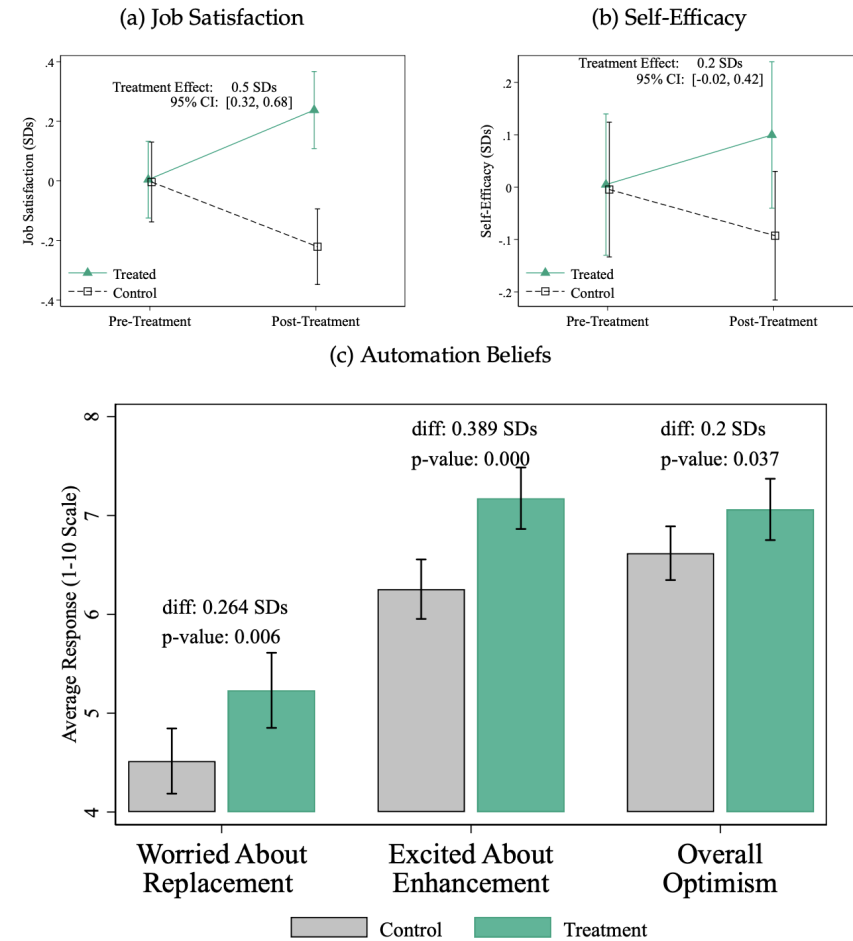 (a) Job Satisfaction
(b) Self-Efficacy
Job Satisfaction (SDs)
.4
.2
0
-.2
-.4
Treatment Effect: 0.5 SDs
95% CI: [0.32, 0.68]
Treated
Control
Pre-Treatment
Post-Treatment
Self-Efficacy (SDs)
.2
.1
0
-.1
-.2
Treatment Effect: 0.2 SDs
95% CI: [-0.02, 0.42]
Treated
Control
Pre-Treatment
Post-Treatment
(c) Automation Beliefs
Average Response (1-10 Scale)
8
7
6
5
4
diff: 0.264 SDs
p-value: 0.006
diff: 0.389 SDs
p-value: 0.000
diff: 0.2 SDs
p-value: 0.037
Worried About
Replacement
Excited About
Enhancement
Overall
Optimism
Control
Treatment